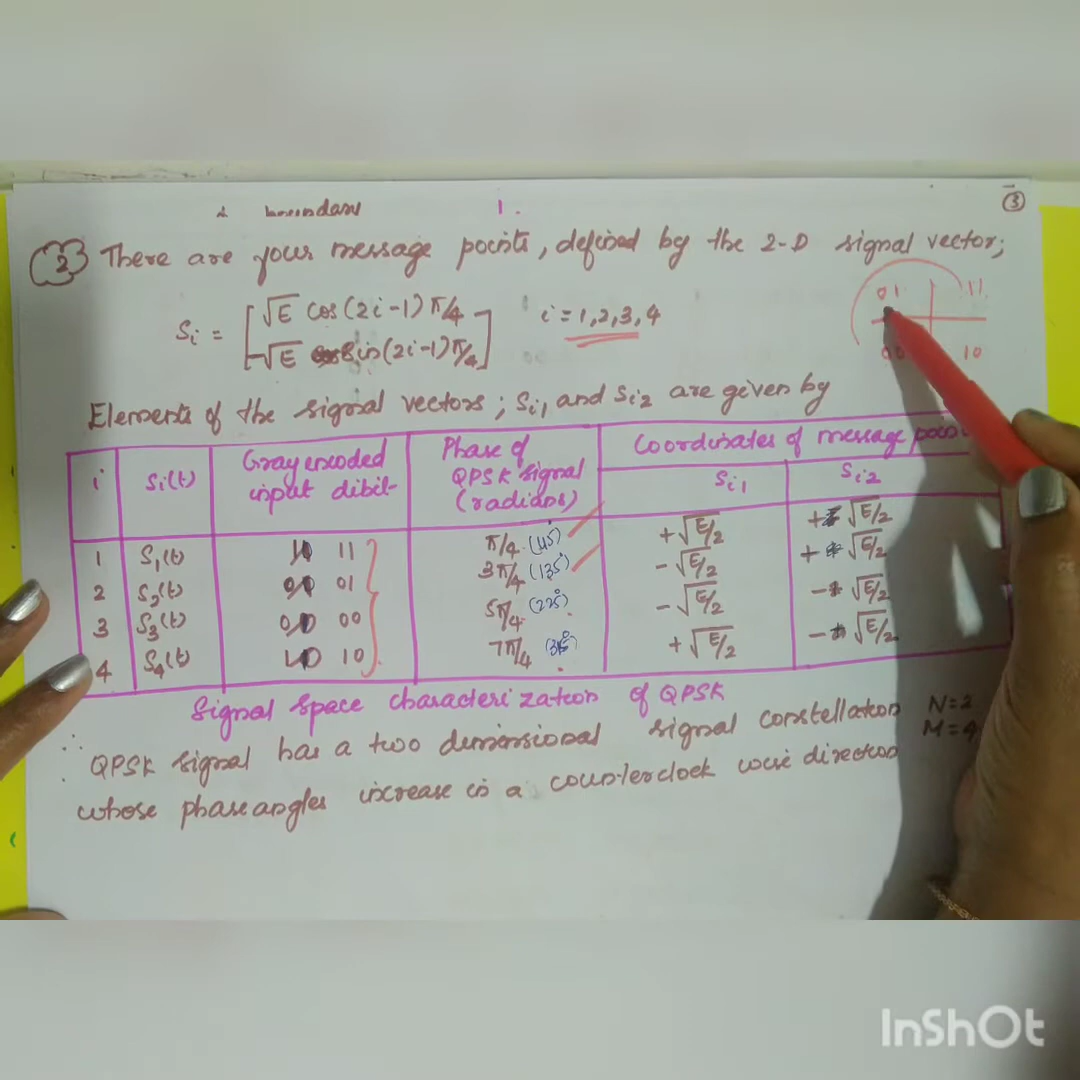 ③
boundary 1.
② There are four message points, defined by the 2-D signal vector;
Si = [ √E cos(2i-1)π/4 i = 1,2,3,4
-√E sin(2i-1)π/4 ]
01 11
00 10
Elements of the signal vectors; Si1 and Si2 are given by
i Si(t) Gray encoded input dibit Phase of QPSK signal (radians) Coordinates of message point
Si1 Si2
1 S1(t) 11 π/4 (45°) +√E/2 +√E/2
2 S2(t) 01 3π/4 (135°) -√E/2 +√E/2
3 S3(t) 00 5π/4 (225°) -√E/2 -√E/2
4 S4(t) 10 7π/4 (315°) +√E/2 -√E/2
Signal space characterization of QPSK
∴ QPSK signal has a two dimensional signal constellation N=2
whose phase angles increase in a counterclock wise direction M=4
InShOt